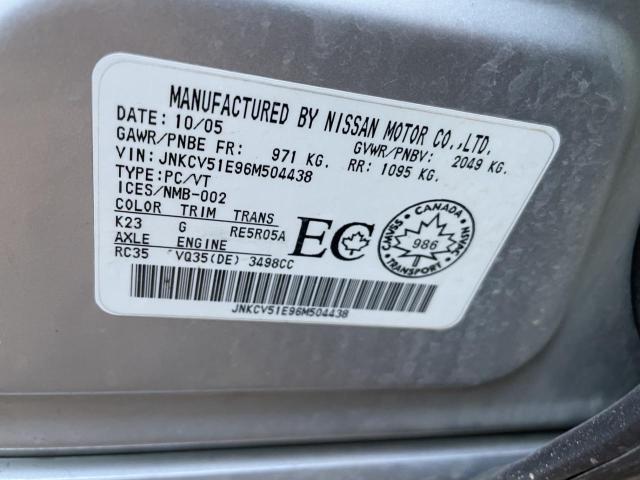 MANUFACTURED BY NISSAN MOTOR CO.,LTD.
DATE: 10/05 GVWR/PNBV: 2049 KG.
GAWR/PNBE FR: 971 KG. RR: 1095 KG.
VIN: JNKCV51E96M504438
TYPE:PC/VT
ICES/NMB-002
COLOR TRIM TRANS
K23 G RE5R05A
AXLE ENGINE
RC35 VQ35(DE) 3498CC
EC
CANADA
CMVSS 986 NSVAC
TRANSPORT
JNKCV51E96M504438